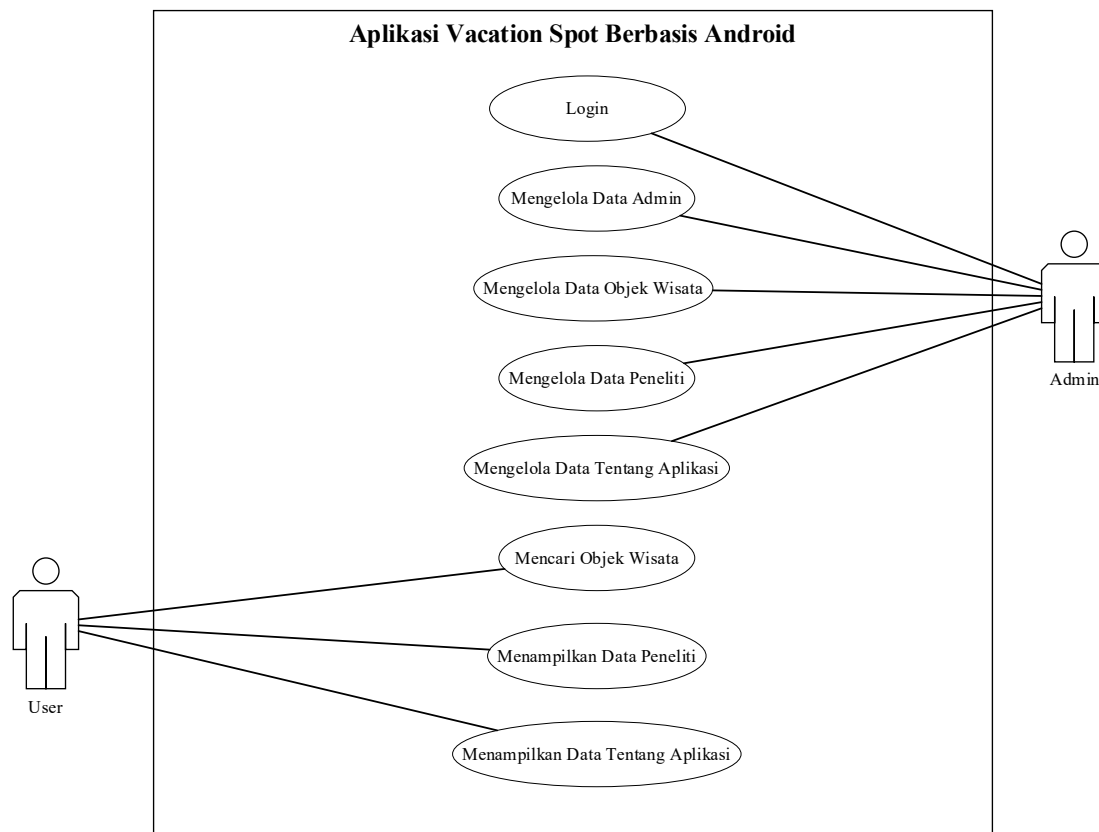 Aplikasi Vacation Spot Berbasis Android
Login
Mengelola Data Admin
Mengelola Data Objek Wisata
Mengelola Data Peneliti
Admin
Mengelola Data Tentang Aplikasi
Mencari Objek Wisata
Menampilkan Data Peneliti
User
Menampilkan Data Tentang Aplikasi